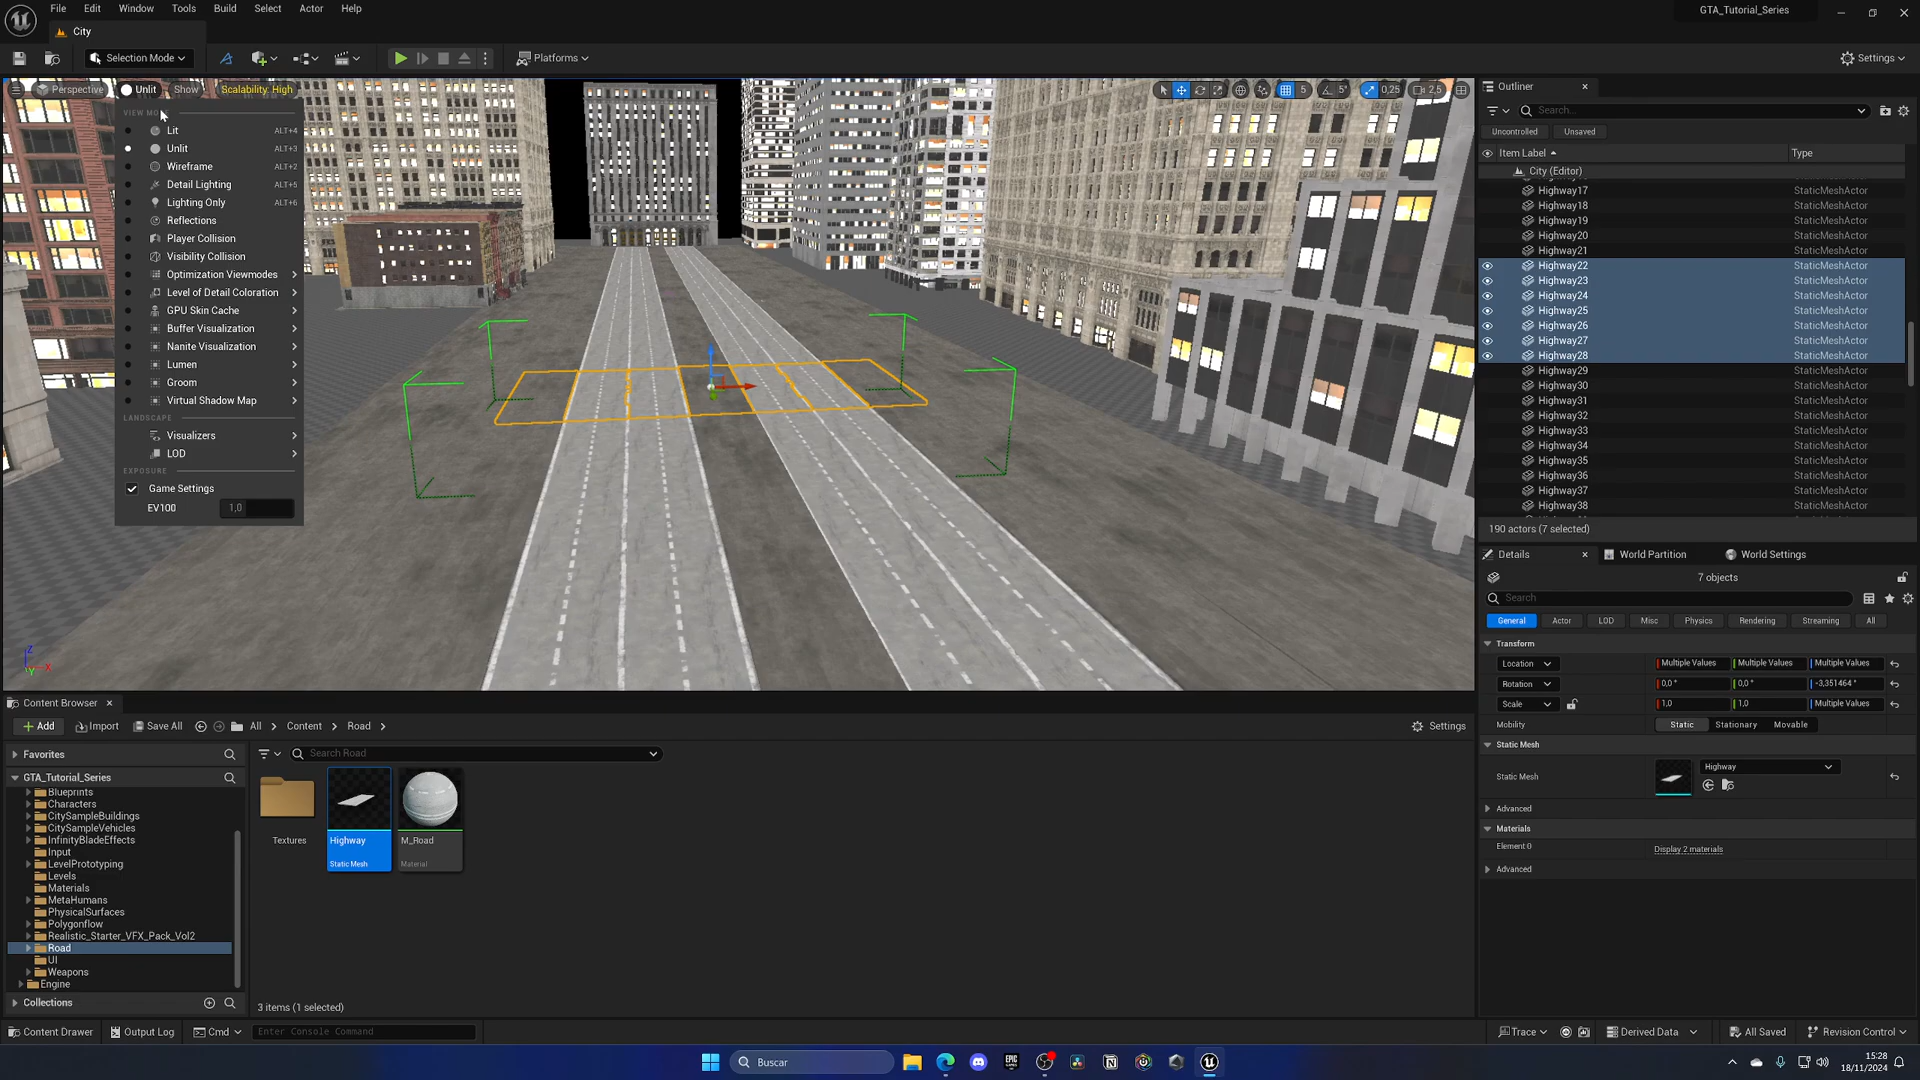 File Edit Window Tools Build Select Actor Help
GTA_Tutorial_Series
City
Selection Mode
Platforms
Settings
Perspective Unlit Show Scalability: High
5 5° 0,25 2,5
Lit ALT+4
Unlit ALT+3
Wireframe ALT+2
Detail Lighting ALT+5
Lighting Only ALT+6
Reflections
Player Collision
Visibility Collision
Optimization Viewmodes
Level of Detail Coloration
GPU Skin Cache
Buffer Visualization
Nanite Visualization
Lumen
Groom
Virtual Shadow Map
LANDSCAPE
Visualizers
LOD
EXPOSURE
Game Settings
EV100 1,0
Outliner
Search...
Uncontrolled Unsaved
Item Label Type
City (Editor)
Highway17 StaticMeshActor
Highway18 StaticMeshActor
Highway19 StaticMeshActor
Highway20 StaticMeshActor
Highway21 StaticMeshActor
Highway22 StaticMeshActor
Highway23 StaticMeshActor
Highway24 StaticMeshActor
Highway25 StaticMeshActor
Highway26 StaticMeshActor
Highway27 StaticMeshActor
Highway28 StaticMeshActor
Highway29 StaticMeshActor
Highway30 StaticMeshActor
Highway31 StaticMeshActor
Highway32 StaticMeshActor
Highway33 StaticMeshActor
Highway34 StaticMeshActor
Highway35 StaticMeshActor
Highway36 StaticMeshActor
Highway37 StaticMeshActor
Highway38 StaticMeshActor
190 actors (7 selected)
Details World Partition World Settings
7 objects
Search
General Actor LOD Misc Physics Rendering Streaming All
Transform
Location Multiple Values Multiple Values Multiple Values
Rotation 0,0 ° 0,0 ° -3,351464 °
Scale 1,0 1,0 Multiple Values
Mobility Static Stationary Movable
Static Mesh
Static Mesh Highway
Advanced
Materials
Element 0 Display 2 materials
Advanced
Content Browser
Add Import Save All All Content Road Settings
Favorites
Search Road
GTA_Tutorial_Series
Blueprints
Characters
CitySampleBuildings
CitySampleVehicles
InfinityBladeEffects
Input
LevelPrototyping
Levels
Materials
MetaHumans
PhysicalSurfaces
Polygonflow
Realistic_Starter_VFX_Pack_Vol2
Road
UI
Weapons
Engine
Collections
Textures
Highway
Static Mesh
M_Road
Material
3 items (1 selected)
Content Drawer Output Log Cmd Enter Console Command
Trace Derived Data All Saved Revision Control
Buscar
EPIC
15:28
18/11/2024